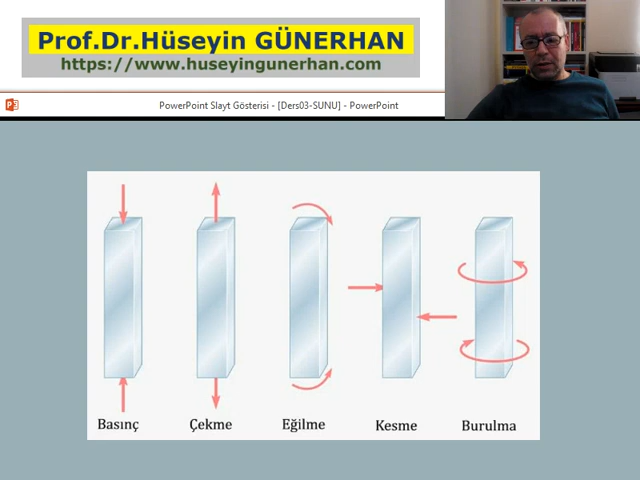 Prof.Dr.Hüseyin GÜNERHAN
https://www.huseyingunerhan.com
PowerPoint Slayt Gösterisi - [Ders03-SUNU] - PowerPoint
Basınç Çekme Eğilme Kesme Burulma